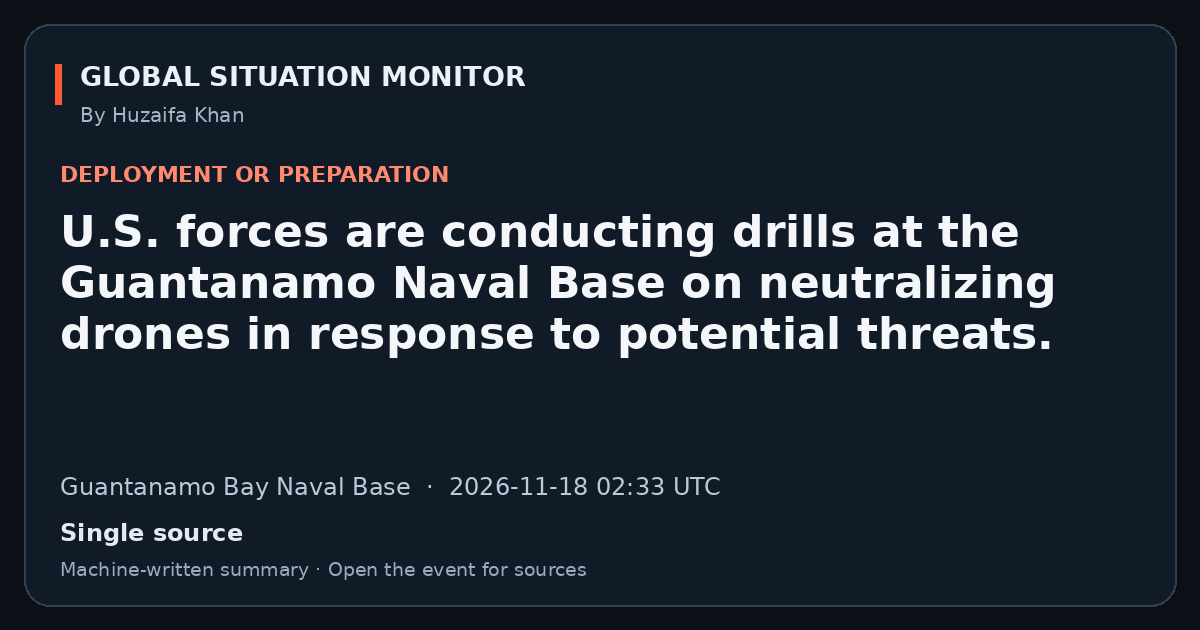 GLOBAL SITUATION MONITOR
By Huzaifa Khan
DEPLOYMENT OR PREPARATION
U.S. forces are conducting drills at the
Guantanamo Naval Base on neutralizing
drones in response to potential threats.
Guantanamo Bay Naval Base · 2026-11-18 02:33 UTC
Single source
Machine-written summary · Open the event for sources